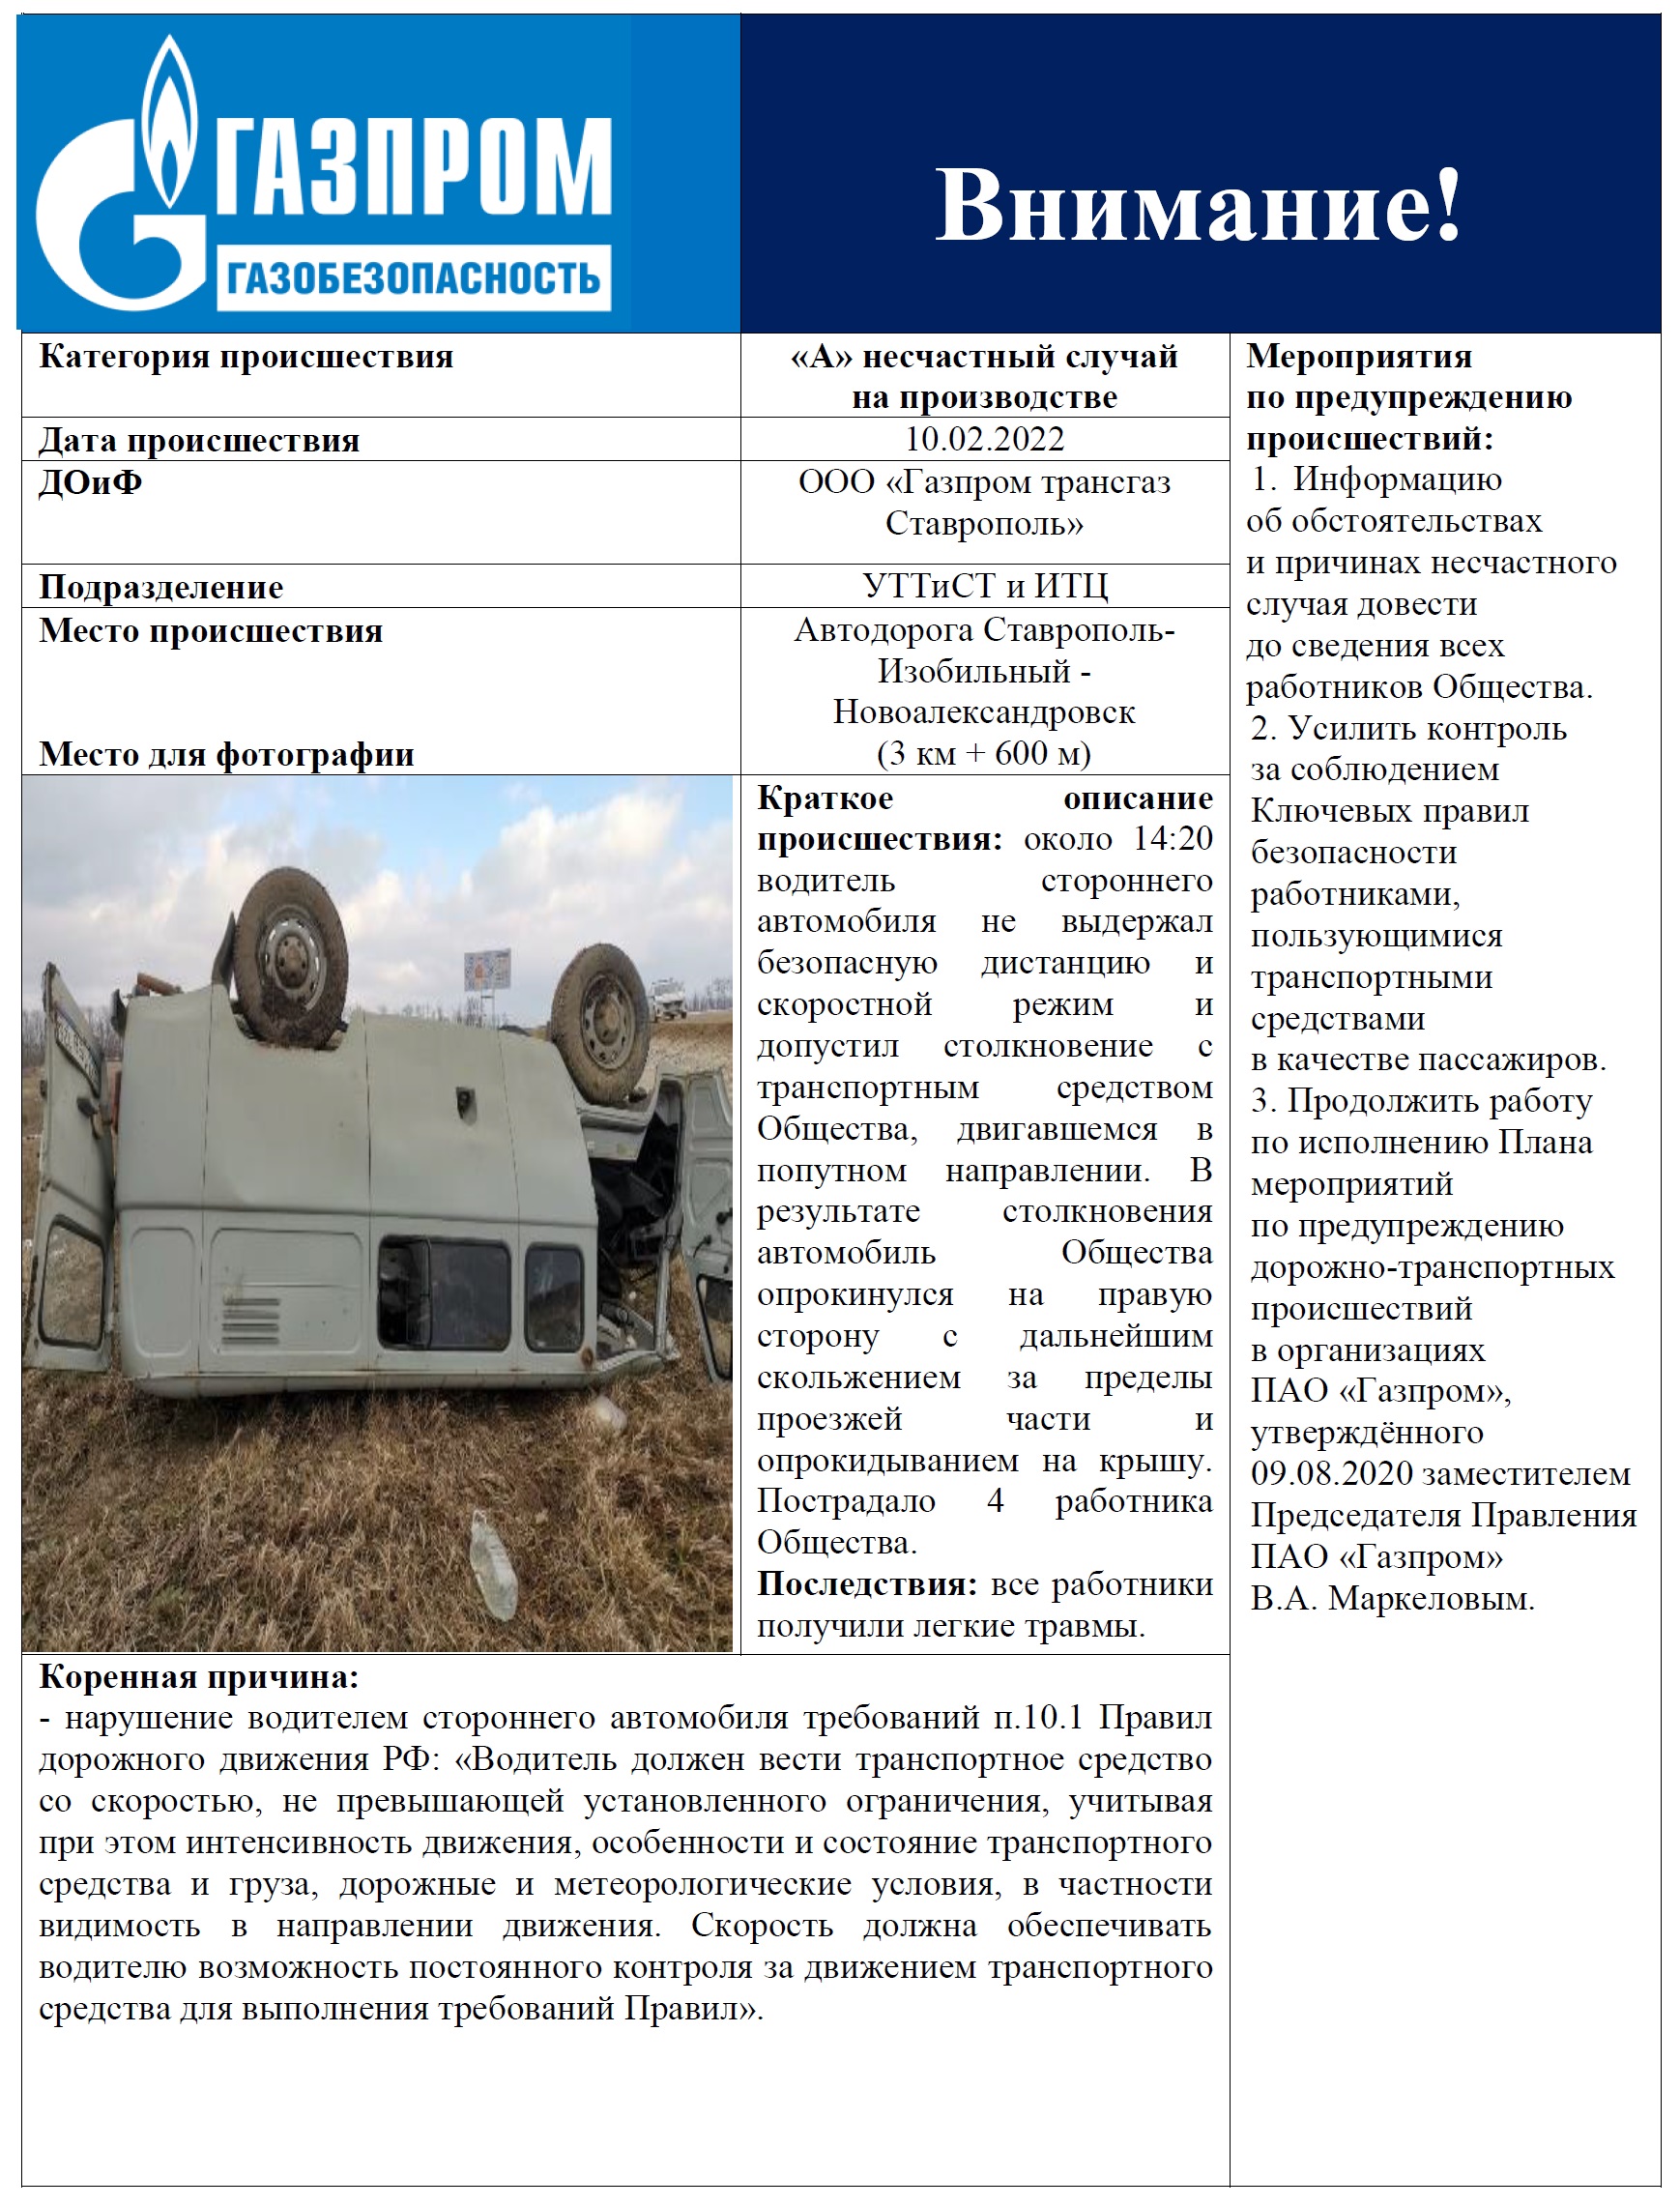 ГАЗПРОМ
ГАЗОБЕЗОПАСНОСТЬ
Внимание!
Категория происшествия
«А» несчастный случай
на производстве
Дата происшествия
10.02.2022
ДОиФ
ООО «Газпром трансгаз
Ставрополь»
Подразделение
УТТиСТ и ИТЦ
Место происшествия
Автодорога Ставрополь-
Изобильный -
Новоалександровск
(3 км + 600 м)
Место для фотографии
Краткое описание
происшествия: около 14:20
водитель стороннего
автомобиля не выдержал
безопасную дистанцию и
скоростной режим и
допустил столкновение с
транспортным средством
Общества, двигавшемся в
попутном направлении. В
результате столкновения
автомобиль Общества
опрокинулся на правую
сторону с дальнейшим
скольжением за пределы
проезжей части и
опрокидыванием на крышу.
Пострадало 4 работника
Общества.
Последствия: все работники
получили легкие травмы.
Мероприятия
по предупреждению
происшествий:
1. Информацию
об обстоятельствах
и причинах несчастного
случая довести
до сведения всех
работников Общества.
2. Усилить контроль
за соблюдением
Ключевых правил
безопасности
работниками,
пользующимися
транспортными
средствами
в качестве пассажиров.
3. Продолжить работу
по исполнению Плана
мероприятий
по предупреждению
дорожно-транспортных
происшествий
в организациях
ПАО «Газпром»,
утверждённого
09.08.2020 заместителем
Председателя Правления
ПАО «Газпром»
В.А. Маркеловым.
Коренная причина:
- нарушение водителем стороннего автомобиля требований п.10.1 Правил
дорожного движения РФ: «Водитель должен вести транспортное средство
со скоростью, не превышающей установленного ограничения, учитывая
при этом интенсивность движения, особенности и состояние транспортного
средства и груза, дорожные и метеорологические условия, в частности
видимость в направлении движения. Скорость должна обеспечивать
водителю возможность постоянного контроля за движением транспортного
средства для выполнения требований Правил».